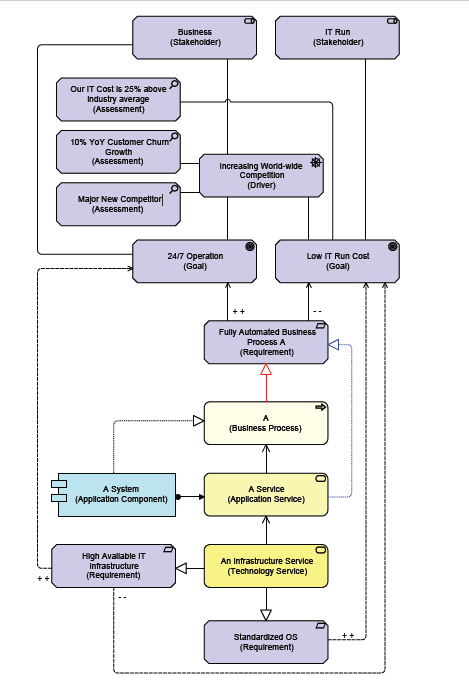 Business
(Stakeholder)
IT Run
(Stakeholder)
Our IT Cost is 25% above
industry average
(Assessment)
10% YoY Customer Churn
Growth
(Assessment)
Increasing World-wide
Competition
(Driver)
Major New Competitor
(Assessment)
24/7 Operation
(Goal)
Low IT Run Cost
(Goal)
+ +
- -
Fully Automated Business
Process A
(Requirement)
A
(Business Process)
A System
(Application Component)
A Service
(Application Service)
High Available IT
Infrastructure
(Requirement)
An Infrastructure Service
(Technology Service)
+ +
- -
Standardized OS
(Requirement)
+ +